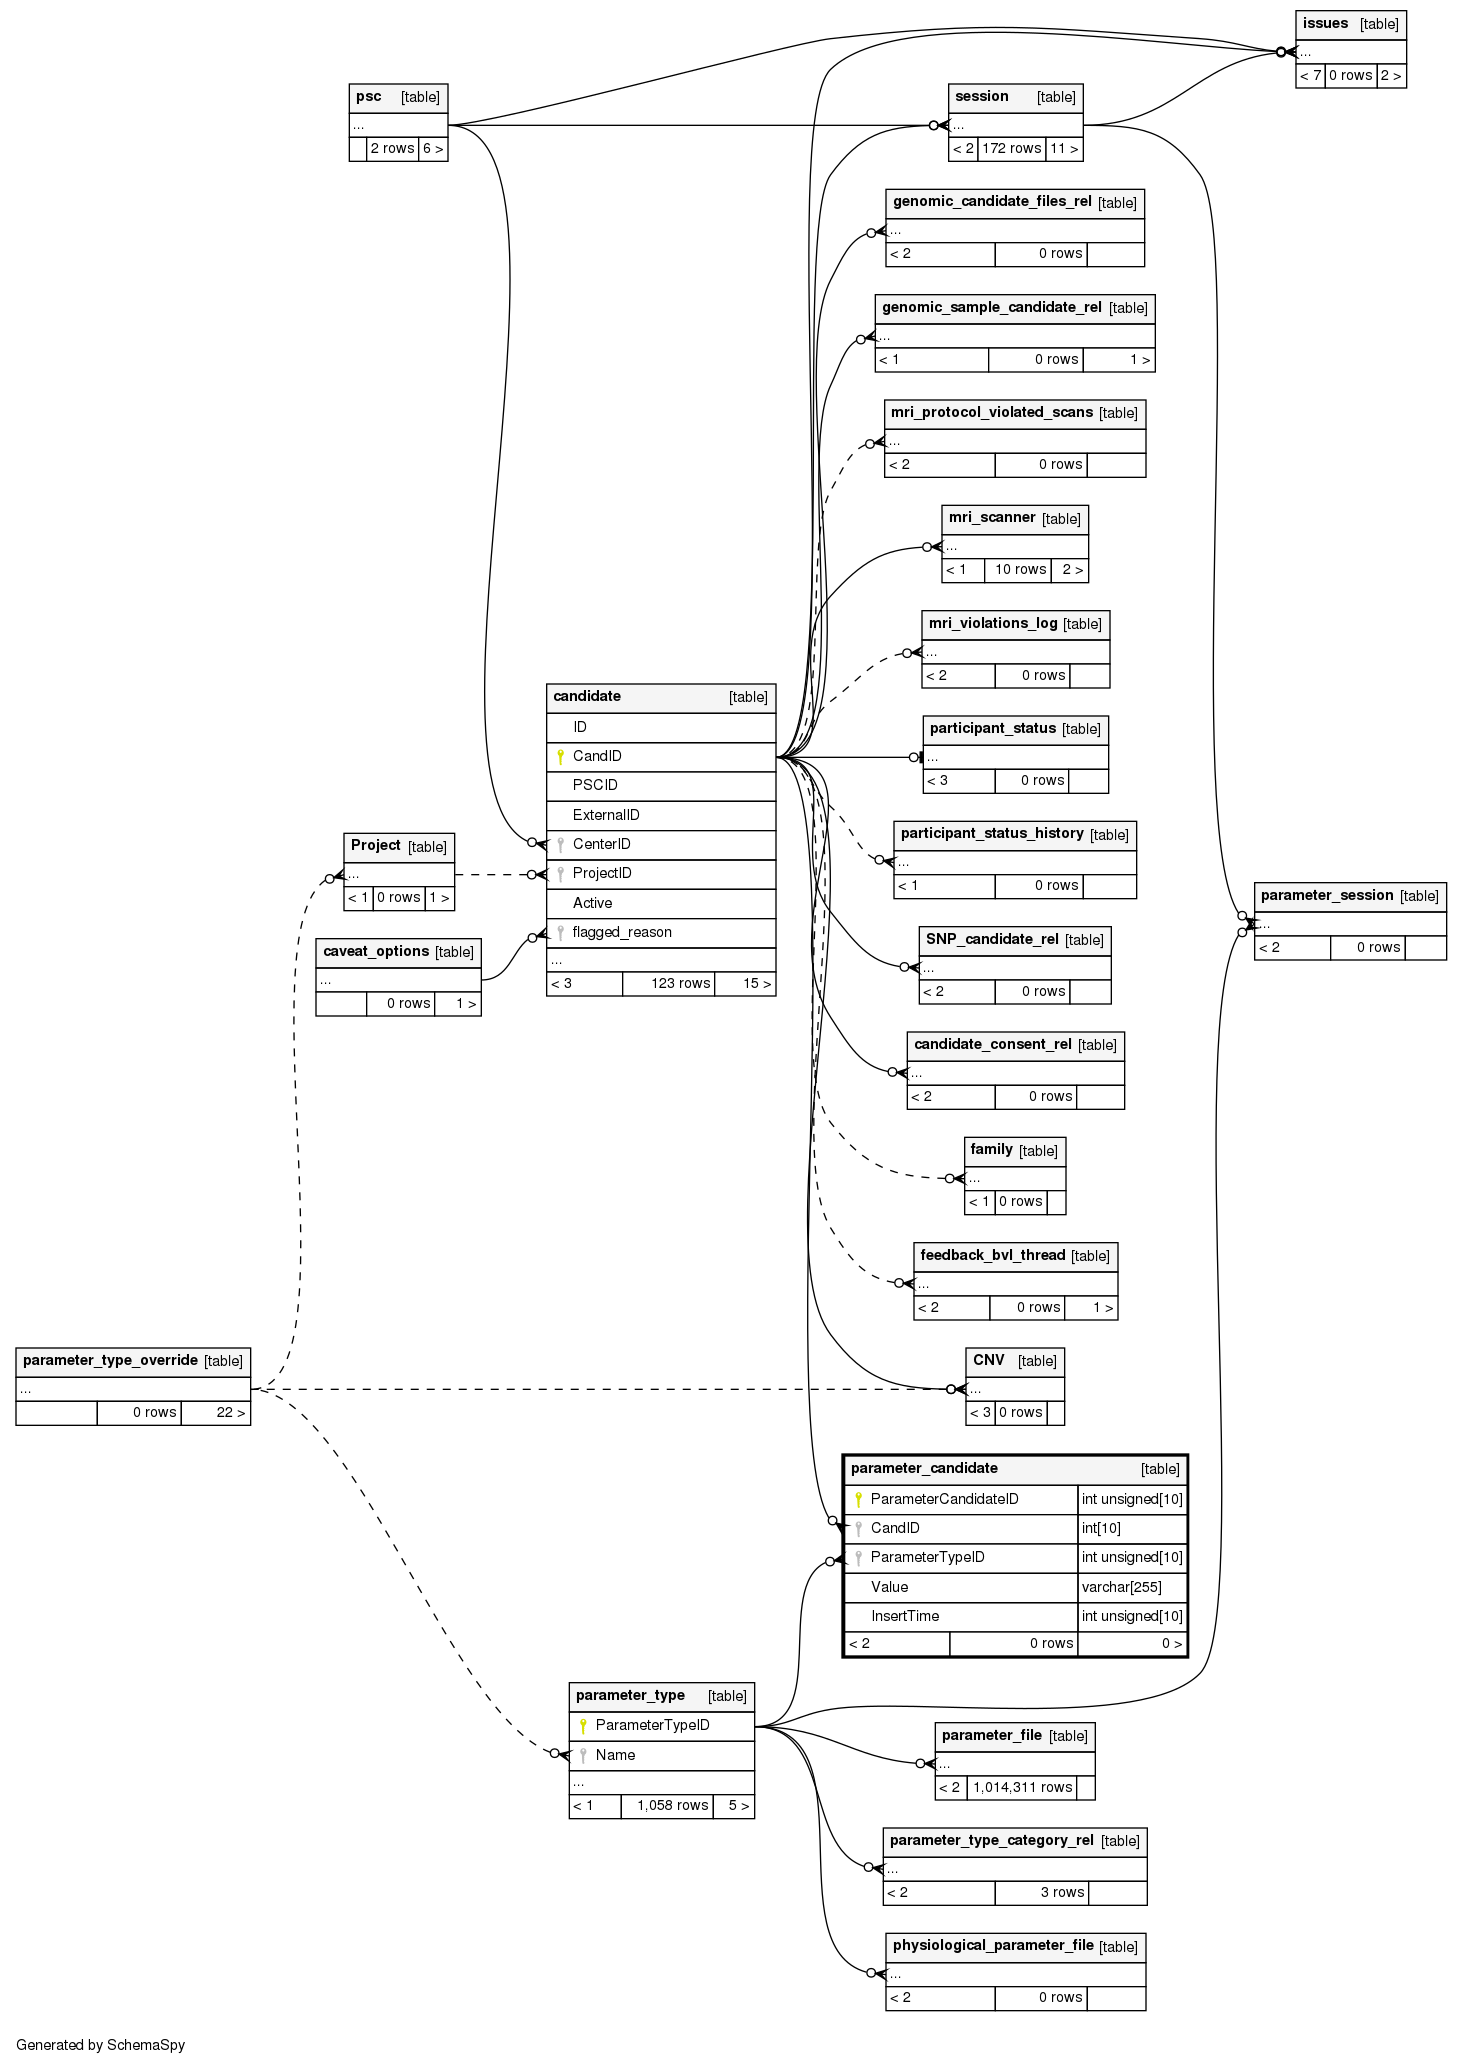 issues [table]
...
< 7 0 rows 2 >
psc [table]
...
2 rows 6 >
session [table]
...
< 2 172 rows 11 >
genomic_candidate_files_rel [table]
...
< 2 0 rows
genomic_sample_candidate_rel [table]
...
< 1 0 rows 1 >
mri_protocol_violated_scans [table]
...
< 2 0 rows
mri_scanner [table]
...
< 1 10 rows 2 >
mri_violations_log [table]
...
< 2 0 rows
candidate [table]
ID
CandID
PSCID
ExternalID
CenterID
ProjectID
Active
flagged_reason
...
< 3 123 rows 15 >
participant_status [table]
...
< 3 0 rows
participant_status_history [table]
...
< 1 0 rows
Project [table]
...
< 1 0 rows 1 >
parameter_session [table]
...
< 2 0 rows
caveat_options [table]
...
0 rows 1 >
SNP_candidate_rel [table]
...
< 2 0 rows
candidate_consent_rel [table]
...
< 2 0 rows
family [table]
...
< 1 0 rows
feedback_bvl_thread [table]
...
< 2 0 rows 1 >
parameter_type_override [table]
...
0 rows 22 >
CNV [table]
...
< 3 0 rows
parameter_candidate [table]
ParameterCandidateID int unsigned[10]
CandID int[10]
ParameterTypeID int unsigned[10]
Value varchar[255]
InsertTime int unsigned[10]
< 2 0 rows 0 >
parameter_type [table]
ParameterTypeID
Name
...
< 1 1,058 rows 5 >
parameter_file [table]
...
< 2 1,014,311 rows
parameter_type_category_rel [table]
...
< 2 3 rows
physiological_parameter_file [table]
...
< 2 0 rows
Generated by SchemaSpy